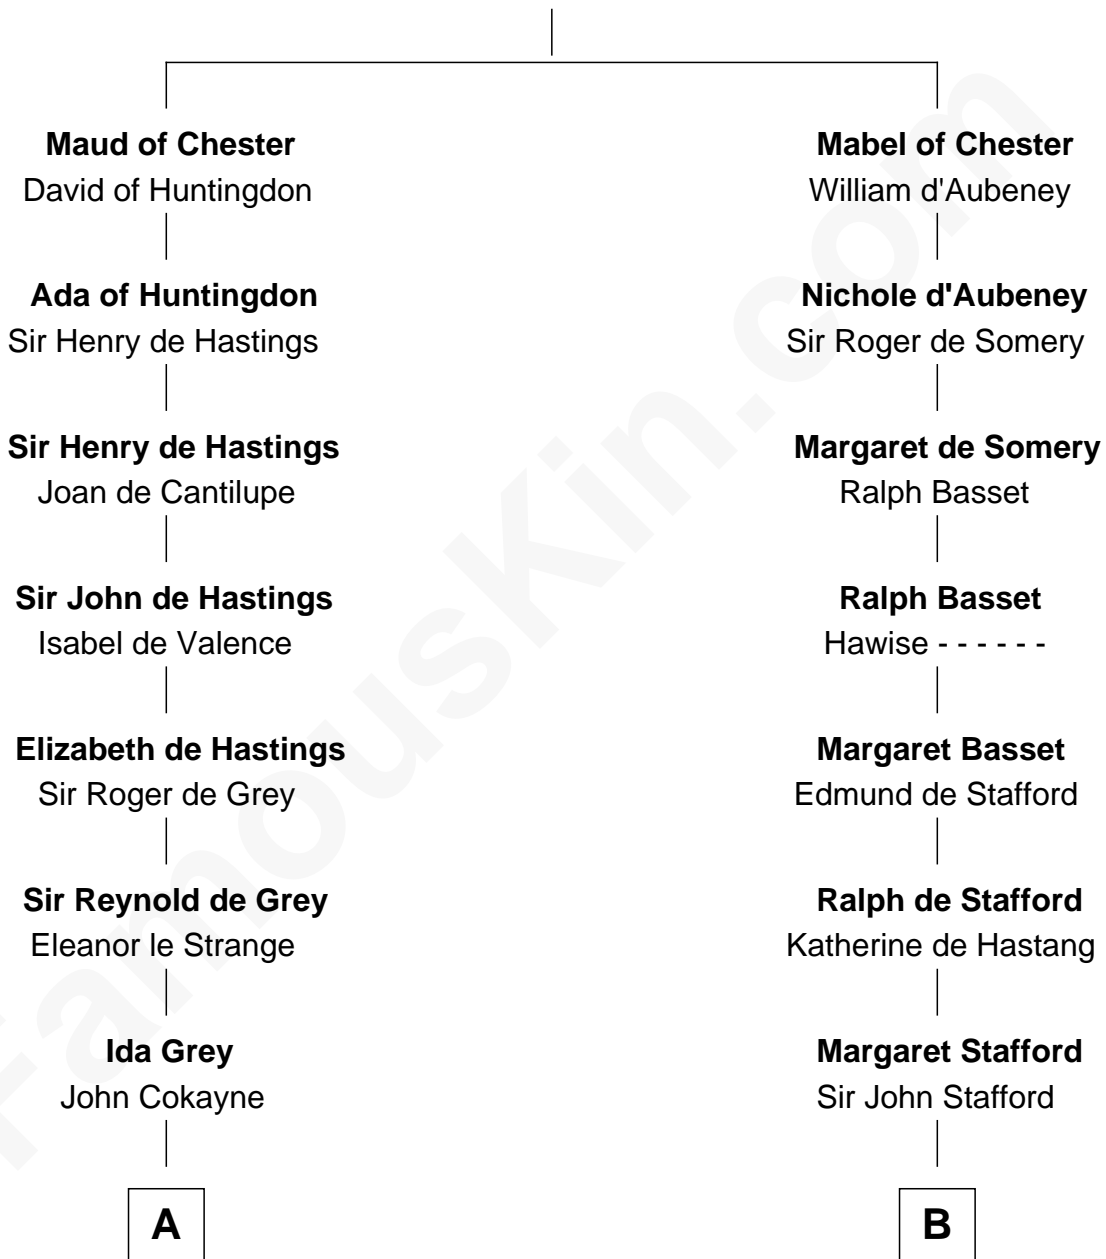 Maud of Chester
David of Huntingdon
Mabel of Chester
William d'Aubeney
Ada of Huntingdon
Sir Henry de Hastings
Nichole d'Aubeney
Sir Roger de Somery
Sir Henry de Hastings
Joan de Cantilupe
Margaret de Somery
Ralph Basset
Sir John de Hastings
Isabel de Valence
Ralph Basset
Hawise - - - - - -
Elizabeth de Hastings
Sir Roger de Grey
Margaret Basset
Edmund de Stafford
Sir Reynold de Grey
Eleanor le Strange
Ralph de Stafford
Katherine de Hastang
Ida Grey
John Cokayne
Margaret Stafford
Sir John Stafford
A
B
FamousKin.com